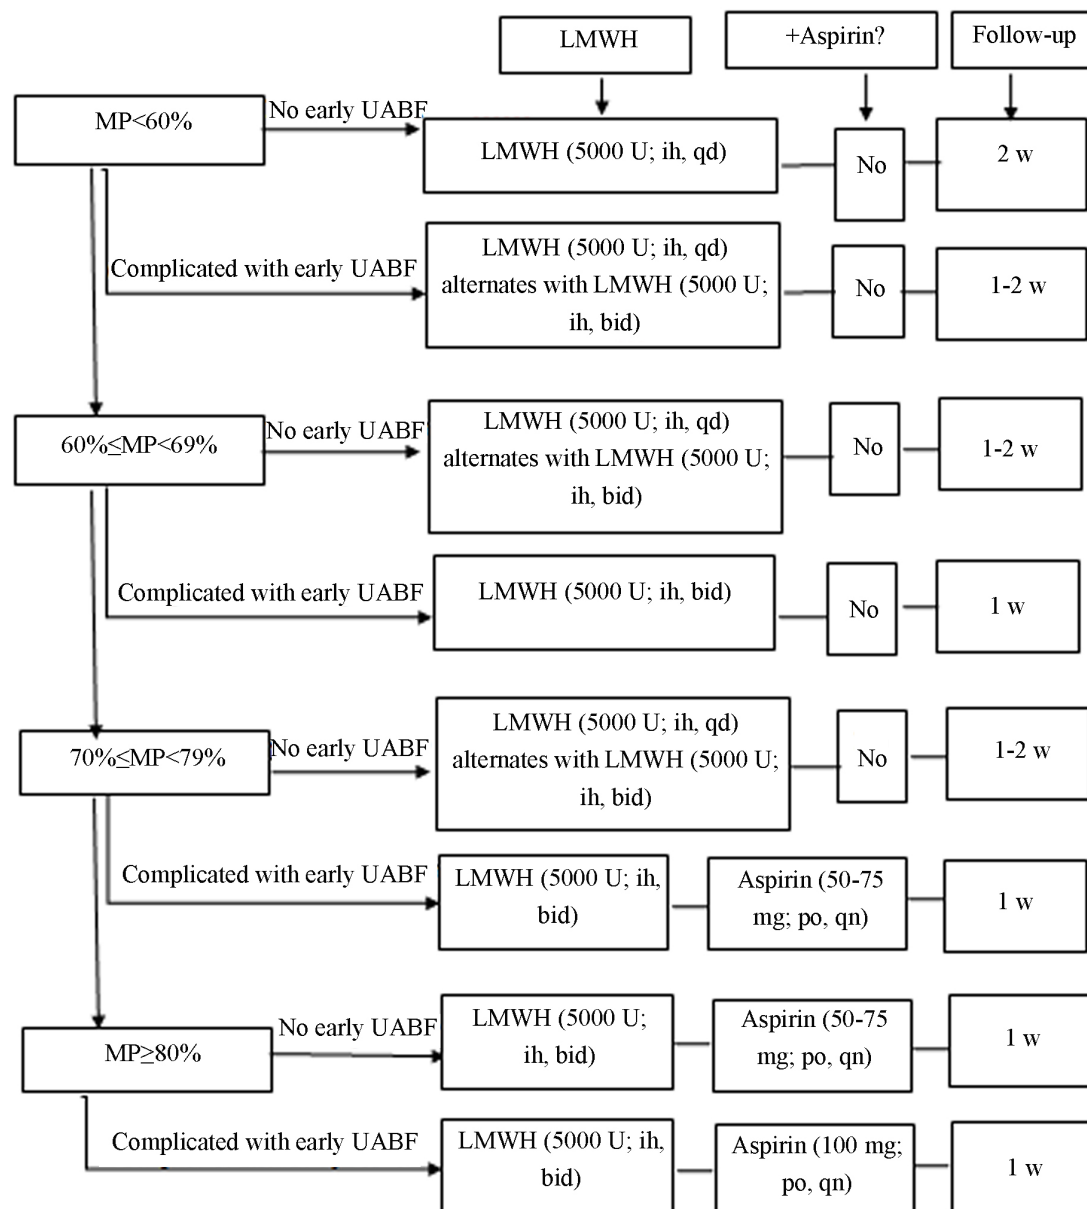 LMWH
+Aspirin?
Follow-up
MP<60%
No early UABF
LMWH (5000 U; ih, qd)
No
2 w
Complicated with early UABF
LMWH (5000 U; ih, qd)
alternates with LMWH (5000 U;
ih, bid)
No
1-2 w
60%≤MP<69%
No early UABF
LMWH (5000 U; ih, qd)
alternates with LMWH (5000 U;
ih, bid)
No
1-2 w
Complicated with early UABF
LMWH (5000 U; ih, bid)
No
1 w
70%≤MP<79%
No early UABF
LMWH (5000 U; ih, qd)
alternates with LMWH (5000 U;
ih, bid)
No
1-2 w
Complicated with early UABF
LMWH (5000 U; ih,
bid)
Aspirin (50-75
mg; po, qn)
1 w
MP≥80%
No early UABF
LMWH (5000 U;
ih, bid)
Aspirin (50-75
mg; po, qn)
1 w
Complicated with early UABF
LMWH (5000 U; ih,
bid)
Aspirin (100 mg;
po, qn)
1 w